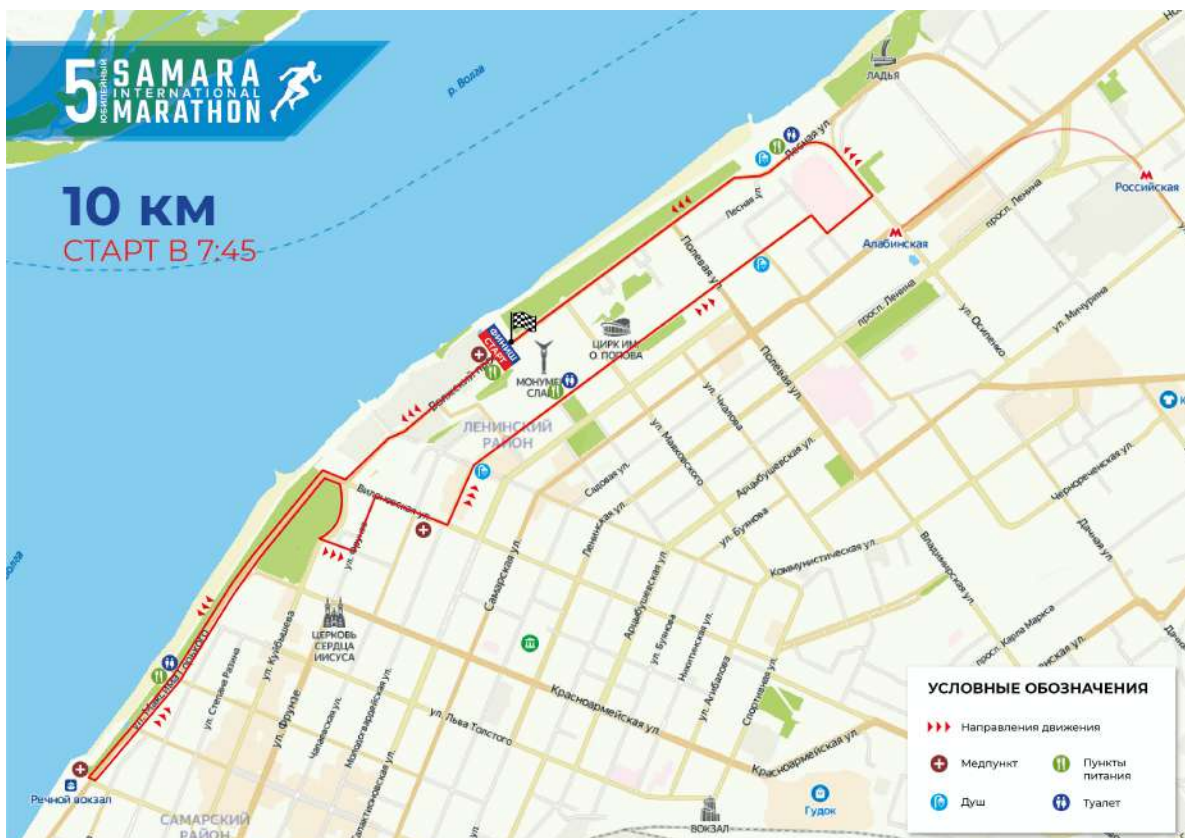 5 ЮБИЛЕЙНЫЙ
SAMARA
INTERNATIONAL
MARATHON
10 км
СТАРТ В 7:45
р. Волга
ЛАДЬЯ
Лесная ул.
Российская
Лесная ул.
Алабинская
просп. Ленина
Полевая ул.
просп. Ленина
ул. Осипенко
ул. Мичурина
ФИНИШ
СТАРТ
ЦИРК ИМ.
О. ПОПОВА
МОНУМЕНТ
Полевая ул.
ЛЕНИНСКИЙ
РАЙОН
ул. Чкалова
ул. Маяковского
Садовая ул.
Арцыбушевская ул.
Чернореченская ул.
Вилоновская ул.
ул. Буянова
Ленинская ул.
Дачная ул.
ул. Фрунзе
Самарская ул.
Коммунистическая ул.
Владимирская ул.
Волга
Арцыбушевская ул.
ул. Буянова
Никитинская ул.
ул. Агибалова
Спортивная ул.
просп. Карла Маркса
ЦЕРКОВЬ
СЕРДЦА
ИИСУСА
ул. Куйбышева
ул. Степана Разина
ул. Фрунзе
Чапаевская ул.
Молодогвардейская ул.
ул. Льва Толстого
Красноармейская ул.
Красноармейская ул.
Речной вокзал
САМАРСКИЙ
РАЙОН
ВОКЗАЛ
Гудок
УСЛОВНЫЕ ОБОЗНАЧЕНИЯ
Направления движения
Медпункт
Пункты
питания
Душ
Туалет